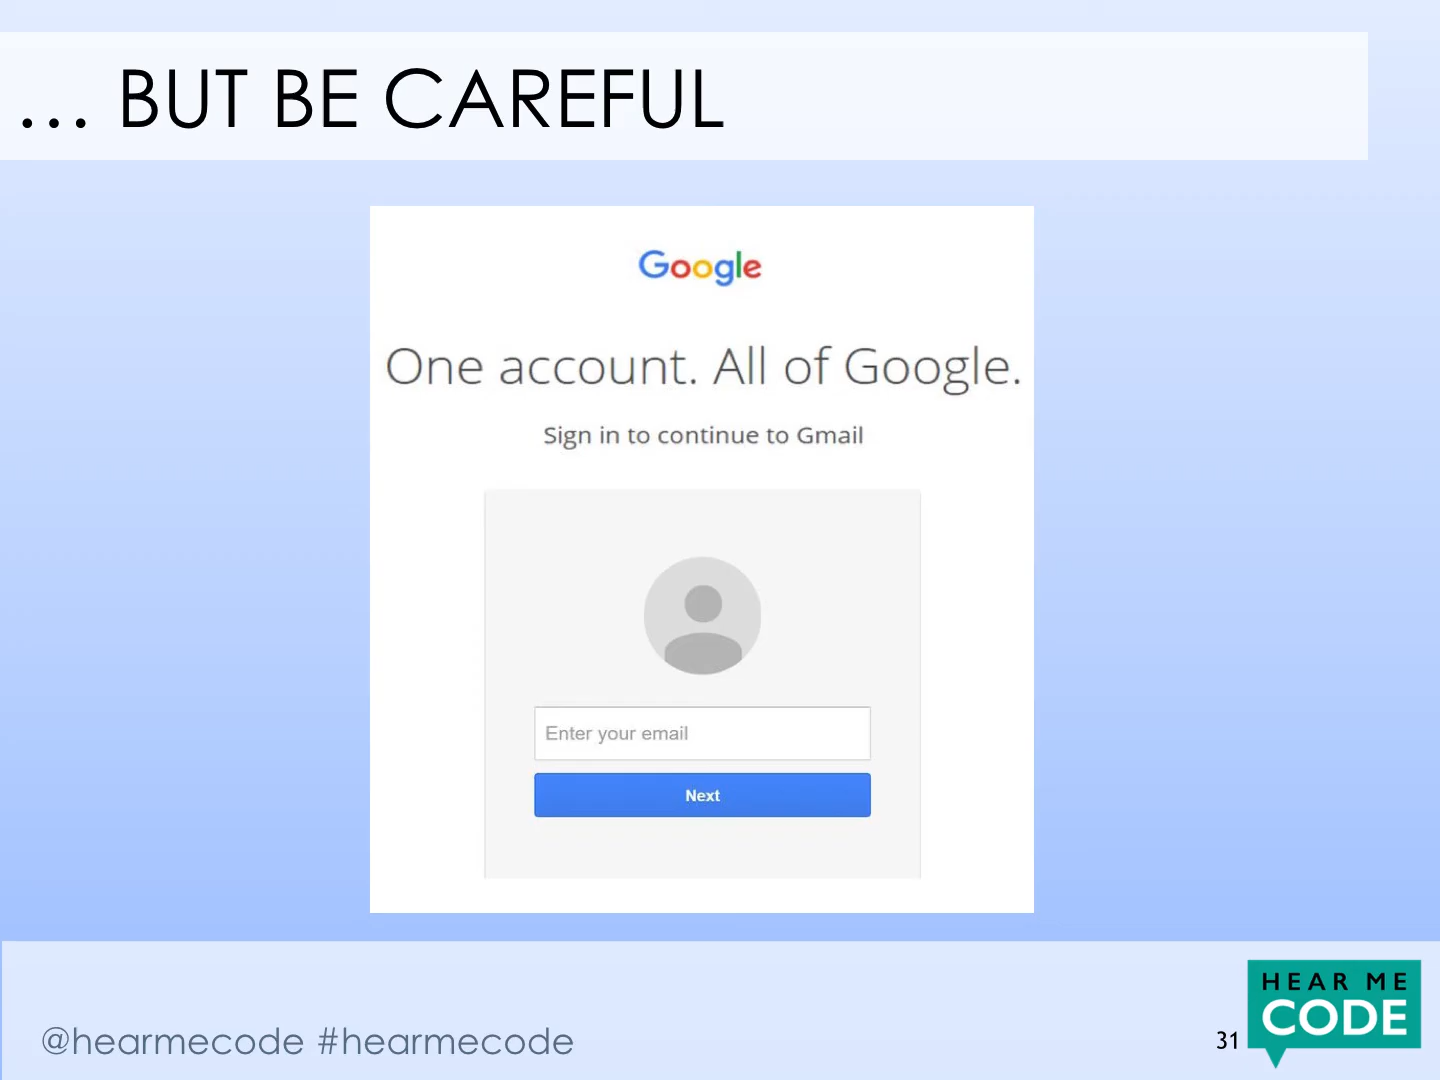 ... BUT BE CAREFUL
Google
One account. All of Google.
Sign in to continue to Gmail
Enter your email
Next
@hearmecode #hearmecode
31
HEAR ME
CODE